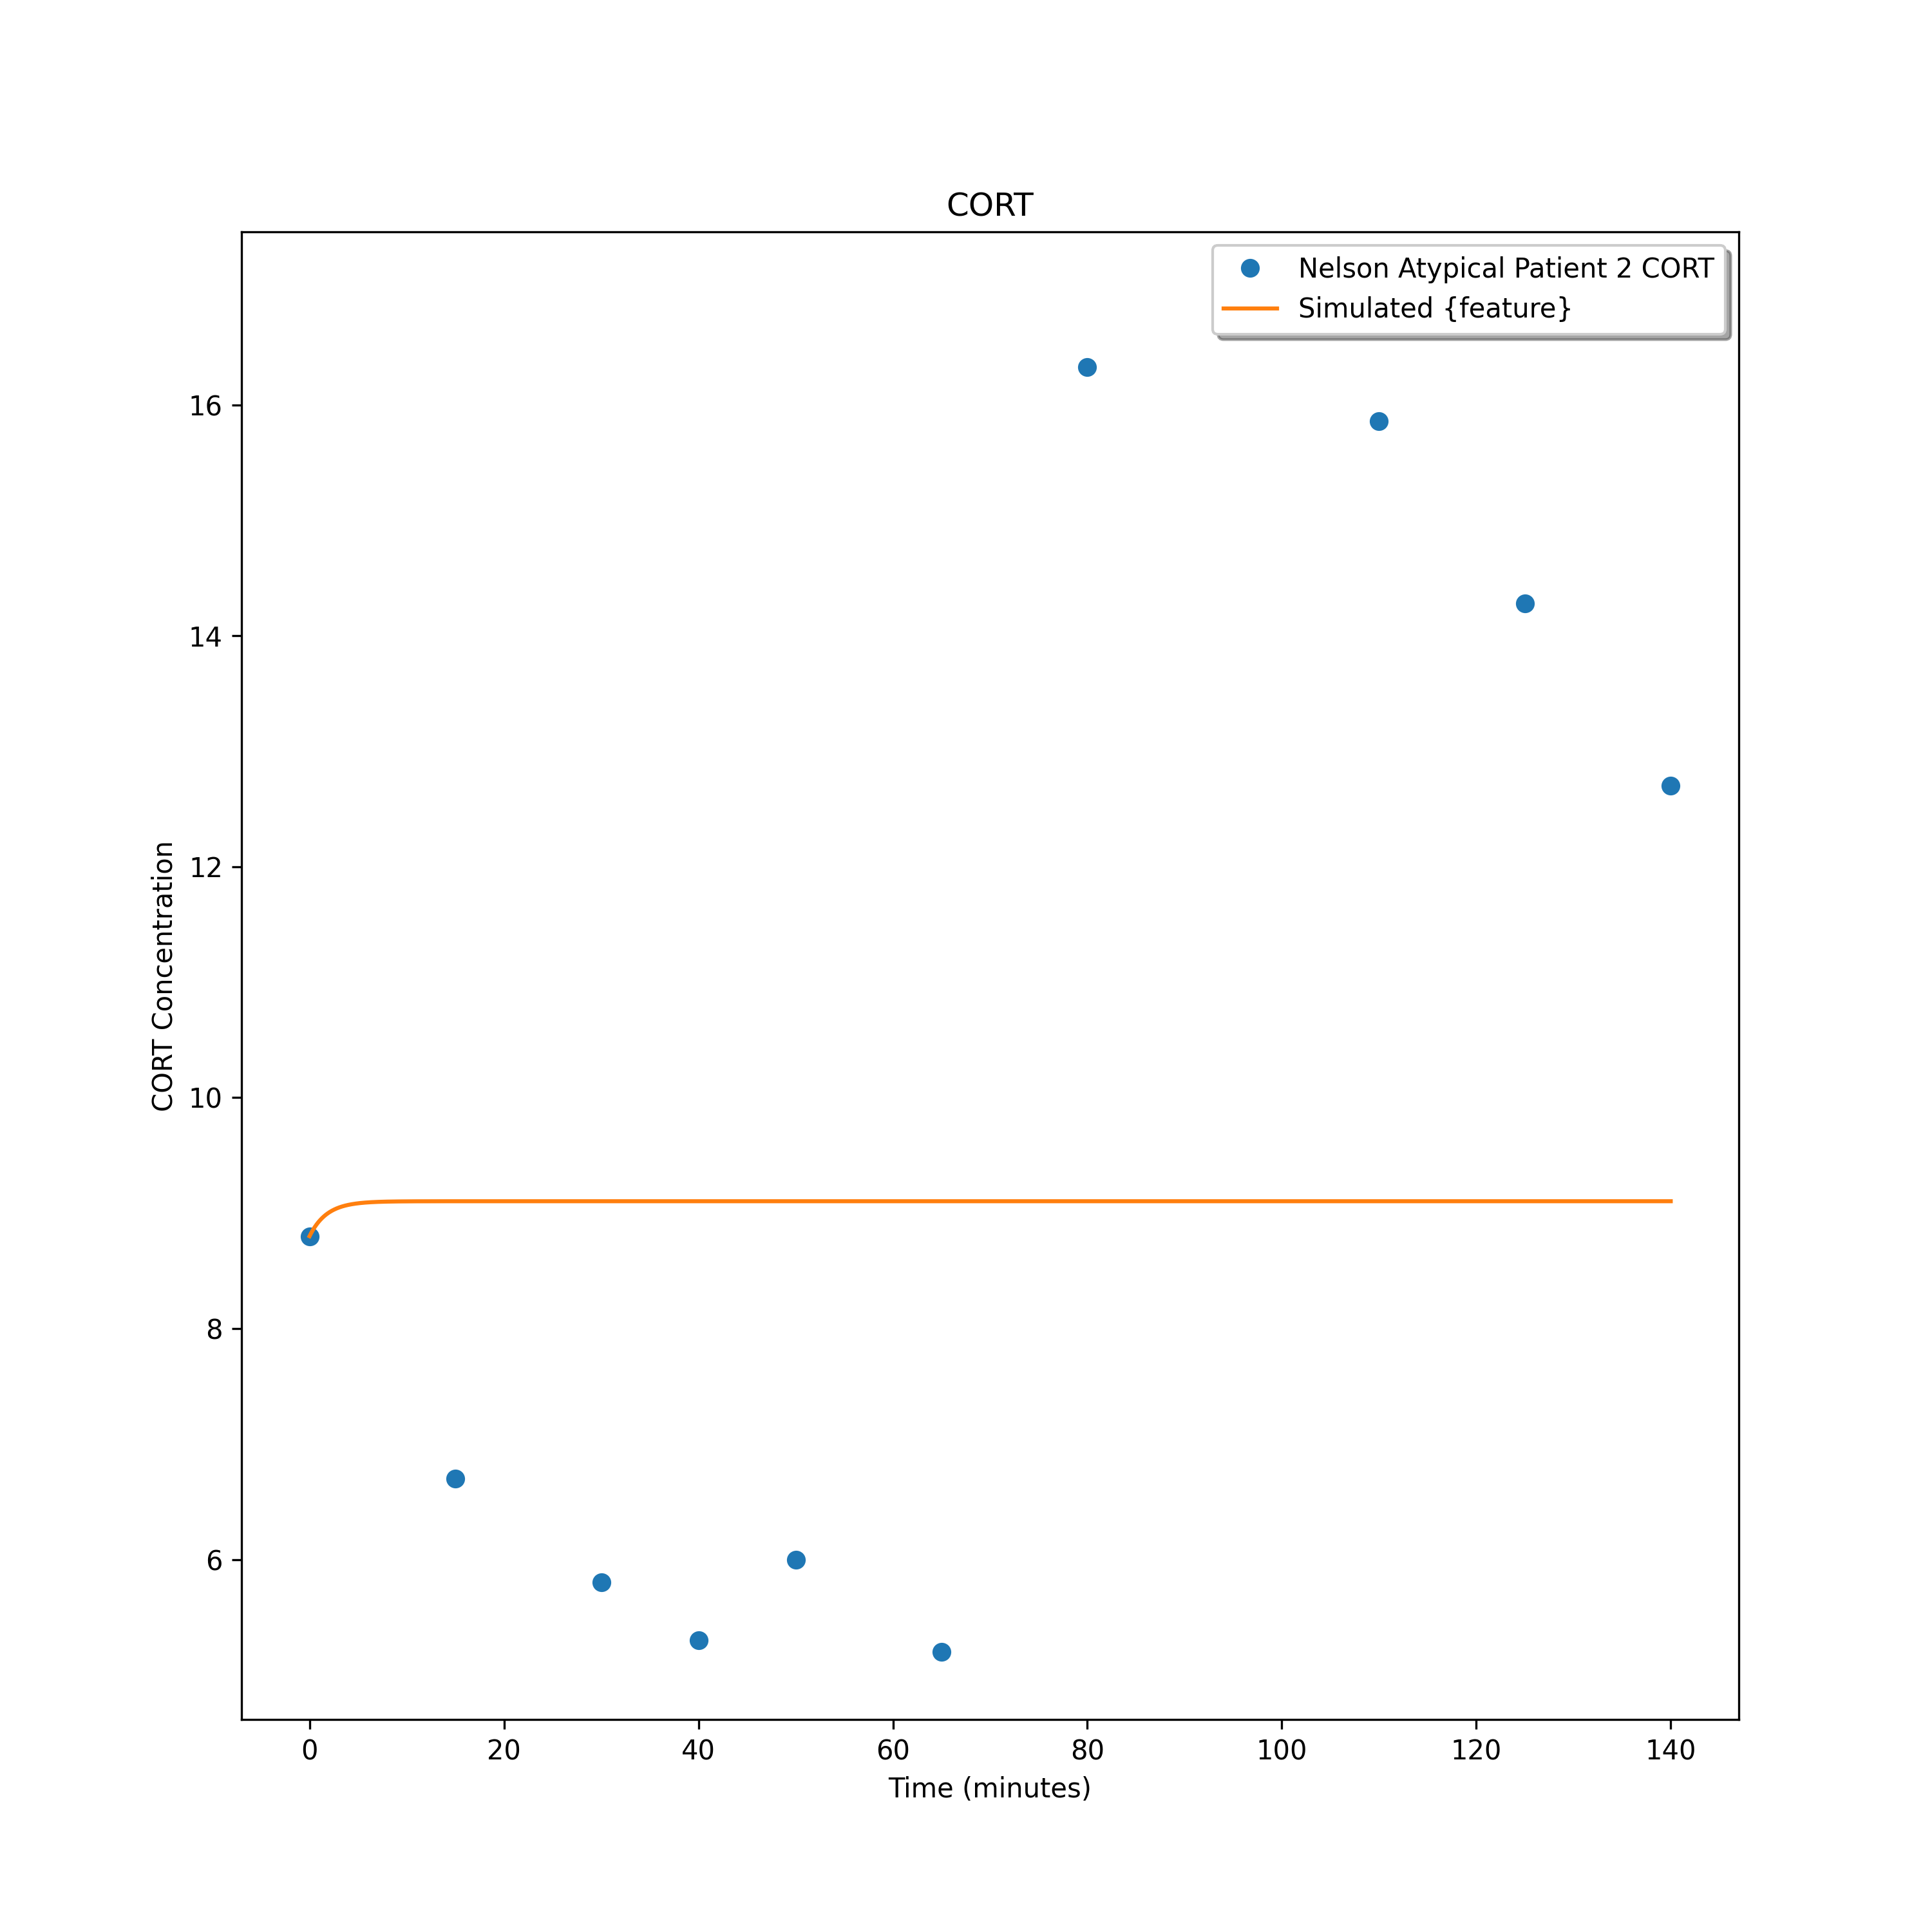 CORT
Nelson Atypical Patient 2 CORT
Simulated {feature}
CORT Concentration
16
14
12
10
8
6
0 20 40 60 80 100 120 140
Time (minutes)